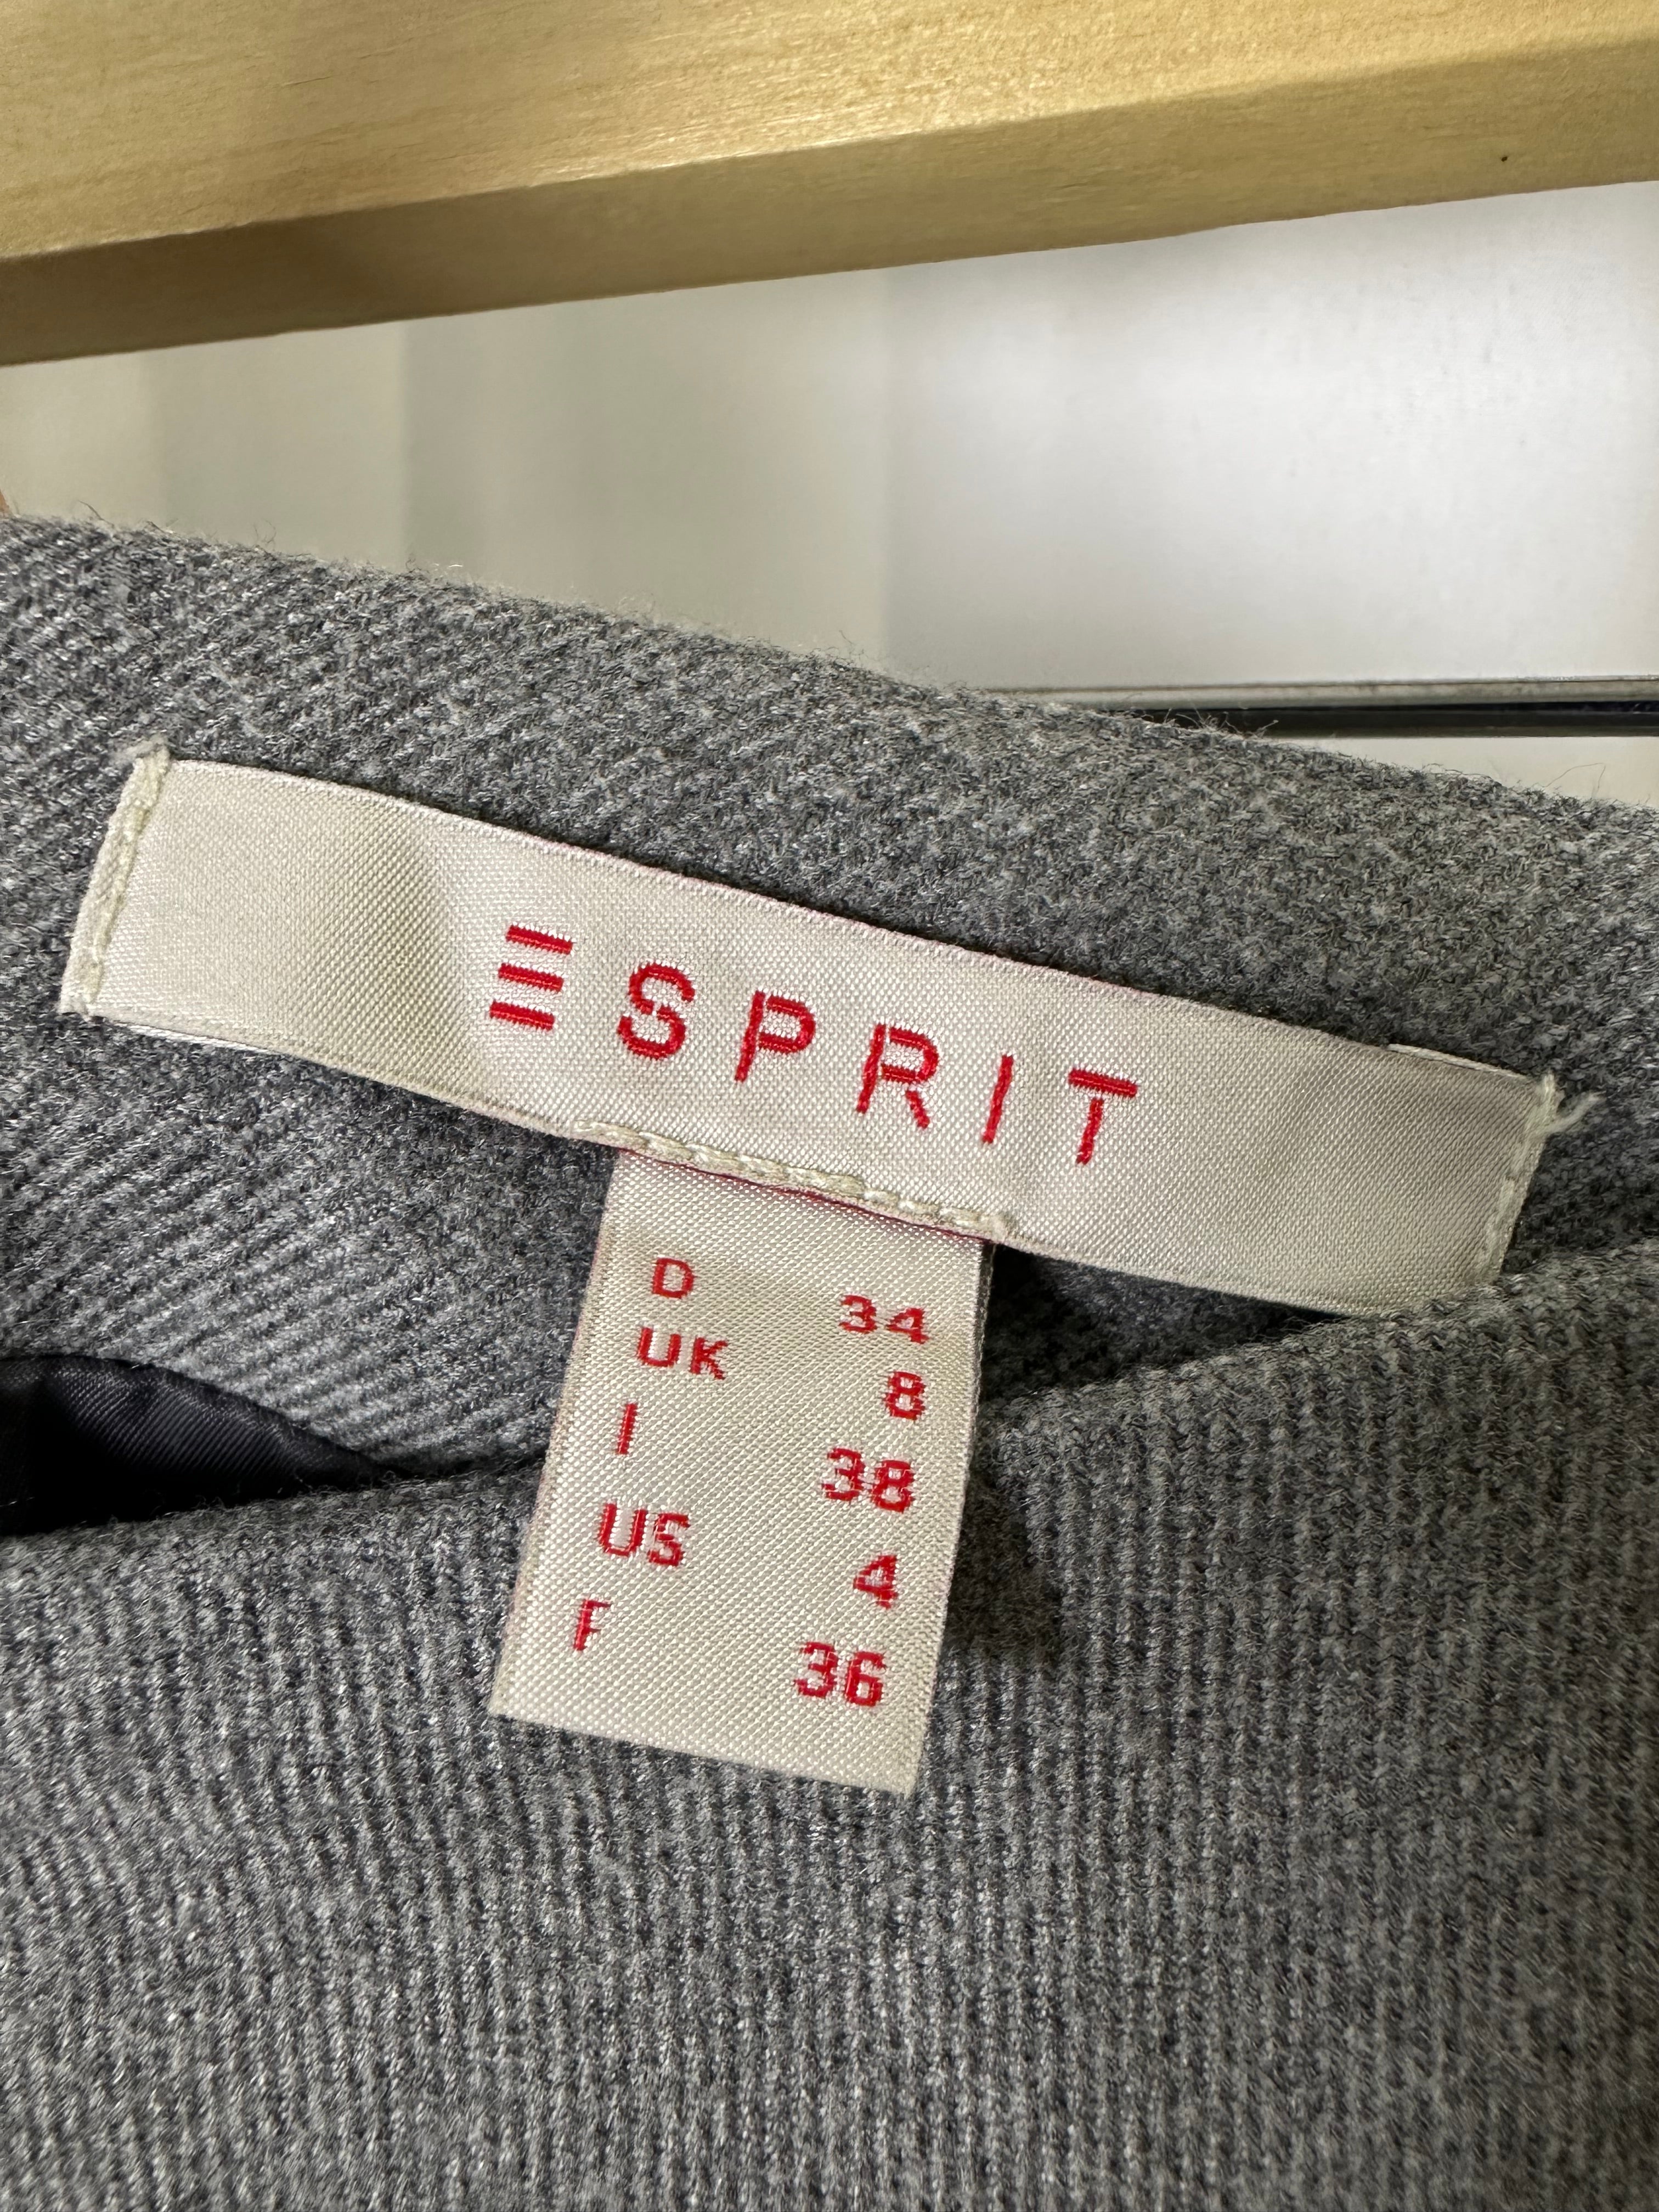 ESPRIT
D 34
UK 8
I 38
US 4
F 36